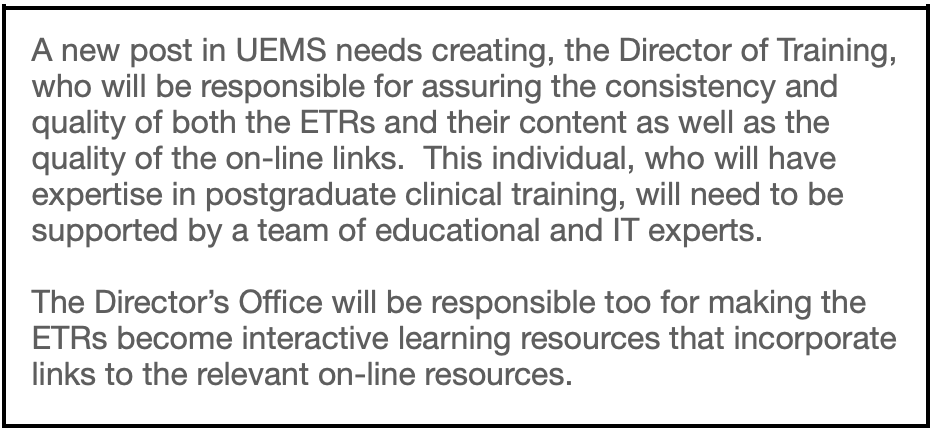 A new post in UEMS needs creating, the Director of Training,
who will be responsible for assuring the consistency and
quality of both the ETRs and their content as well as the
quality of the on-line links.  This individual, who will have
expertise in postgraduate clinical training, will need to be
supported by a team of educational and IT experts.

The Director’s Office will be responsible too for making the
ETRs become interactive learning resources that incorporate
links to the relevant on-line resources.